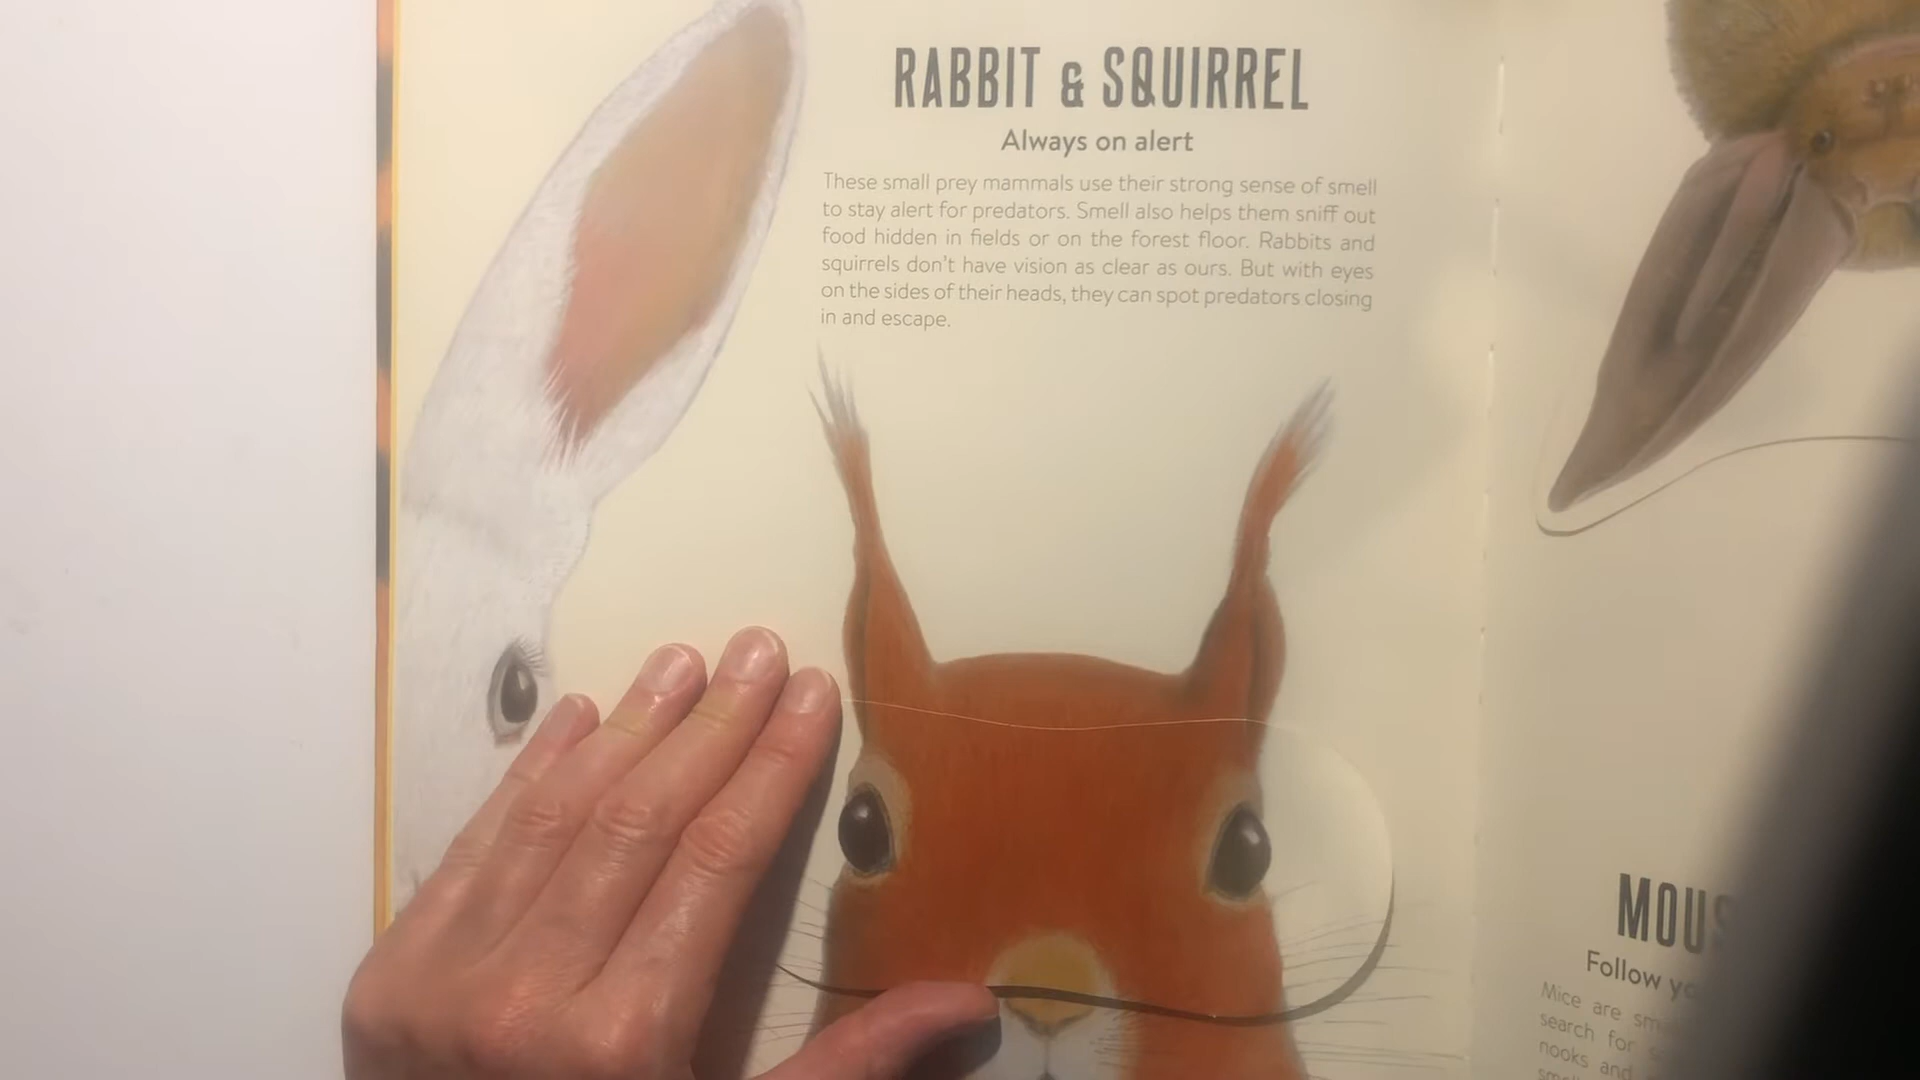 RABBIT & SQUIRREL
Always on alert
These small prey mammals use their strong sense of smell
to stay alert for predators. Smell also helps them sniff out
food hidden in fields or on the forest floor. Rabbits and
squirrels don't have vision as clear as ours. But with eyes
on the sides of their heads, they can spot predators closing
in and escape.
Follow
Mice are
search for
nooks and